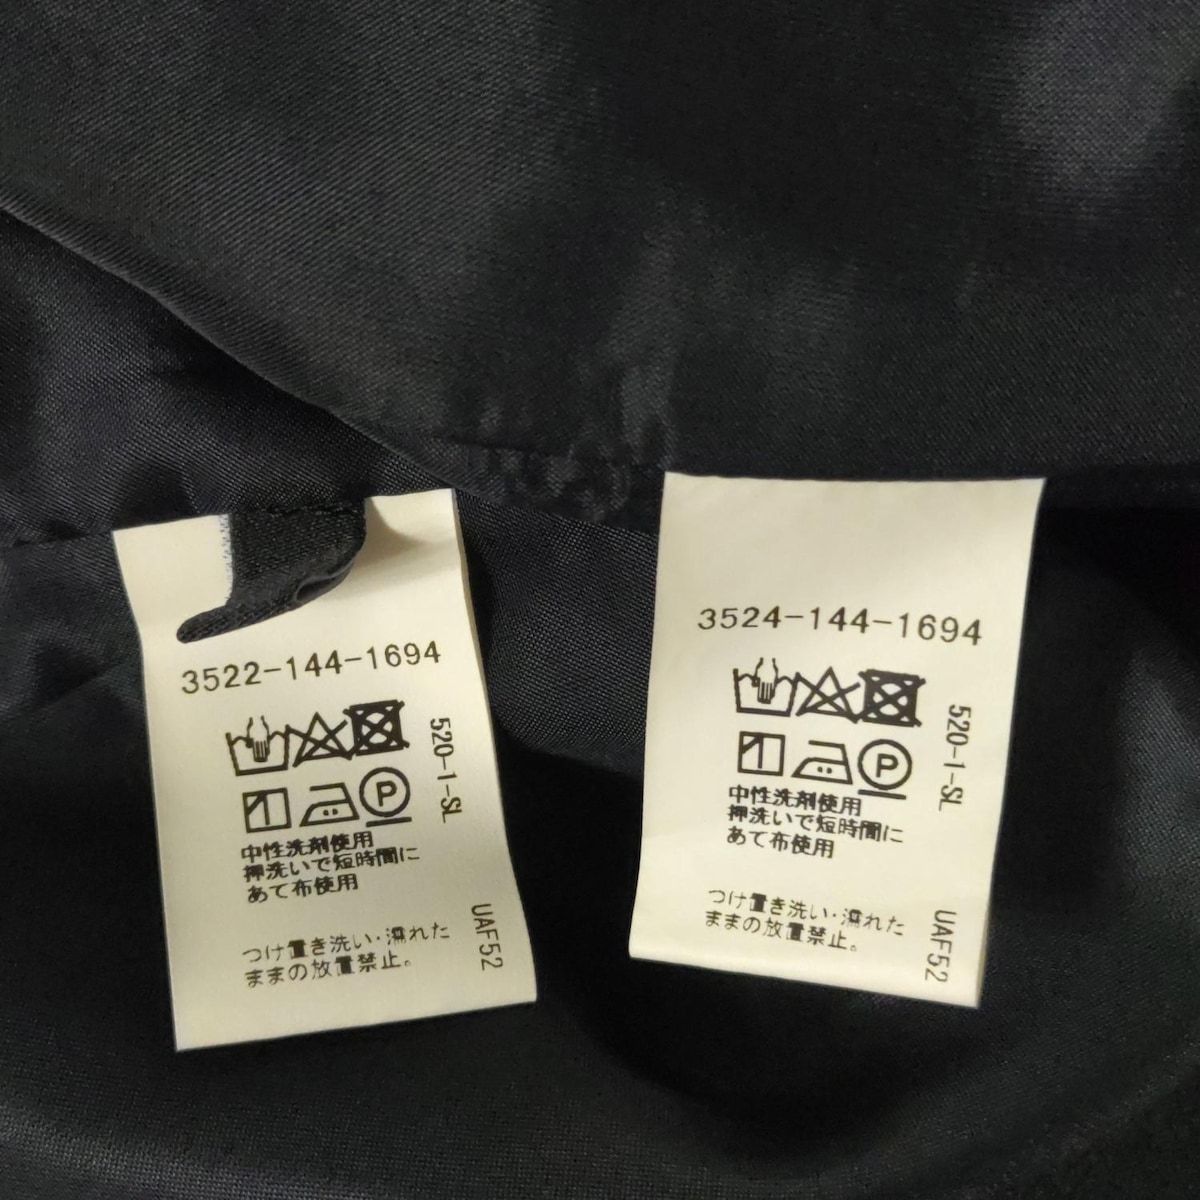 3522-144-1694
520-1-SL
中性洗剤使用
押洗いで短時間に
あて布使用
つけ置き洗い・濡れた
ままの放置禁止。
UAF52
3524-144-1694
P
520-1-SL
中性洗剤使用
押洗いで短時間に
あて布使用
つけ置き洗い・濡れた
ままの放置禁止。
UAF52